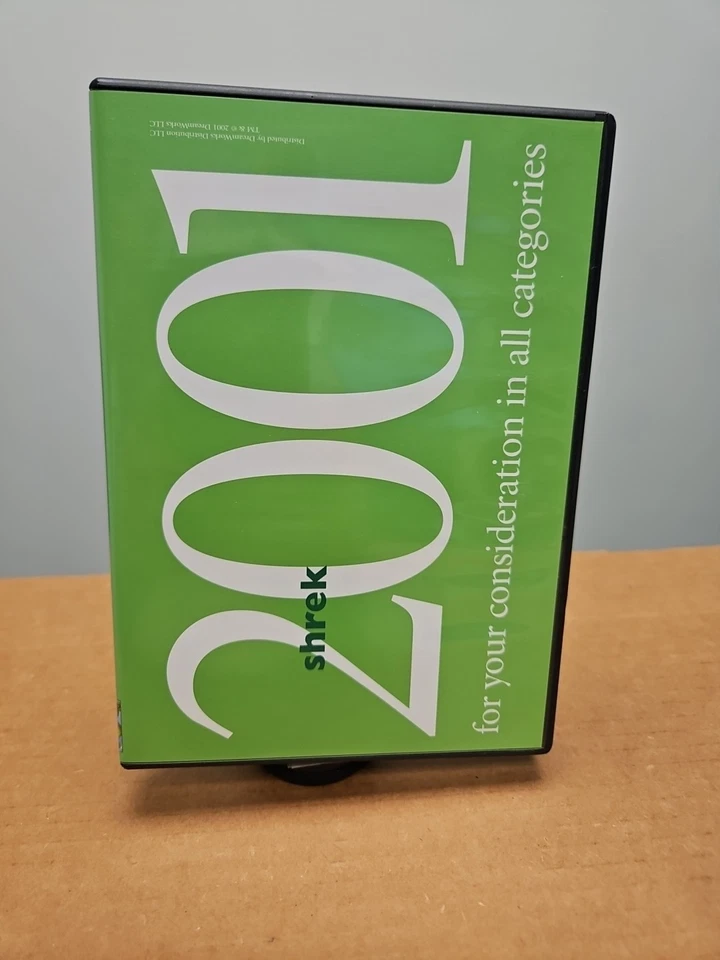 2001
shrek
for your consideration in all categories
Distributed by DreamWorks Distribution LLC
TM & © 2001 DreamWorks LLC